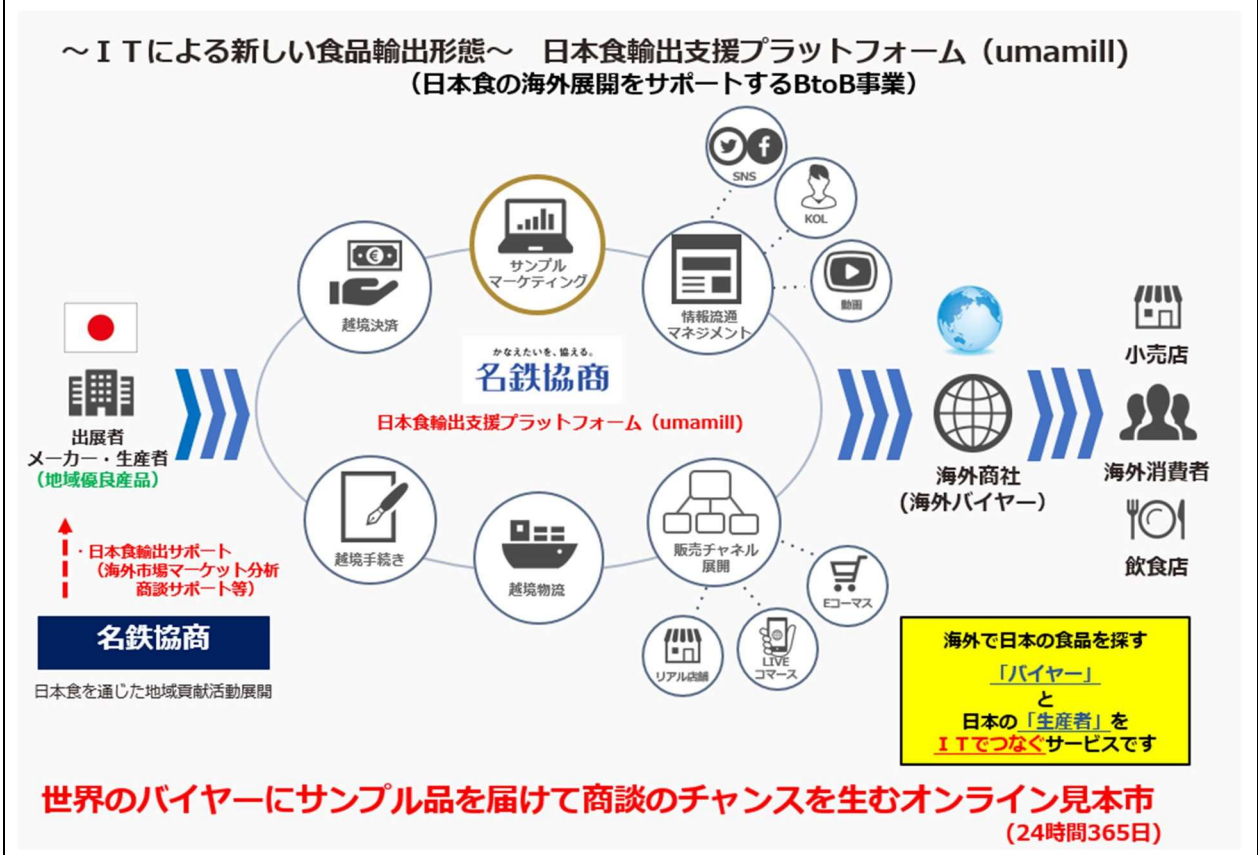 ～ＩＴによる新しい食品輸出形態～　日本食輸出支援プラットフォーム（umamill)
（日本食の海外展開をサポートするBtoB事業）
SNS
KOL
動画
サンプル
マーケティング
越境決済
情報流通
マネジメント
かなえたいを、協える。
名鉄協商
日本食輸出支援プラットフォーム（umamill)
出展者
メーカー・生産者
（地域優良産品）
海外商社
(海外バイヤー）
小売店
海外消費者
飲食店
越境手続き
越境物流
販売チャネル
展開
Eコーマス
LIVE
コマース
リアル店舗
・日本食輸出サポート
（海外市場マーケット分析
商談サポート等）
名鉄協商
日本食を通じた地域貢献活動展開
海外で日本の食品を探す
「バイヤー」
と
日本の「生産者」を
ＩＴでつなぐサービスです
世界のバイヤーにサンプル品を届けて商談のチャンスを生むオンライン見本市
(24時間365日)